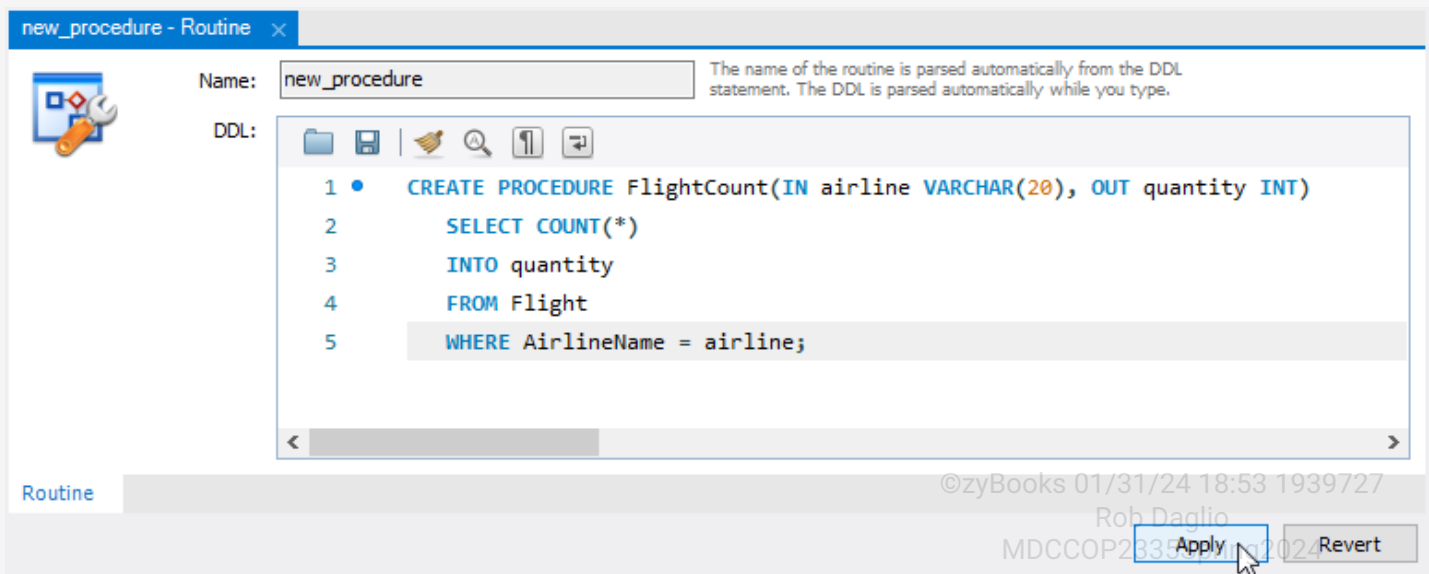 new_procedure - Routine ×
Name: new_procedure
The name of the routine is parsed automatically from the DDL
statement. The DDL is parsed automatically while you type.
DDL:
1 CREATE PROCEDURE FlightCount(IN airline VARCHAR(20), OUT quantity INT)
2 SELECT COUNT(*)
3 INTO quantity
4 FROM Flight
5 WHERE AirlineName = airline;
Routine
©zyBooks 01/31/24 18:53 1939727
Rob Daglio
Apply
Revert